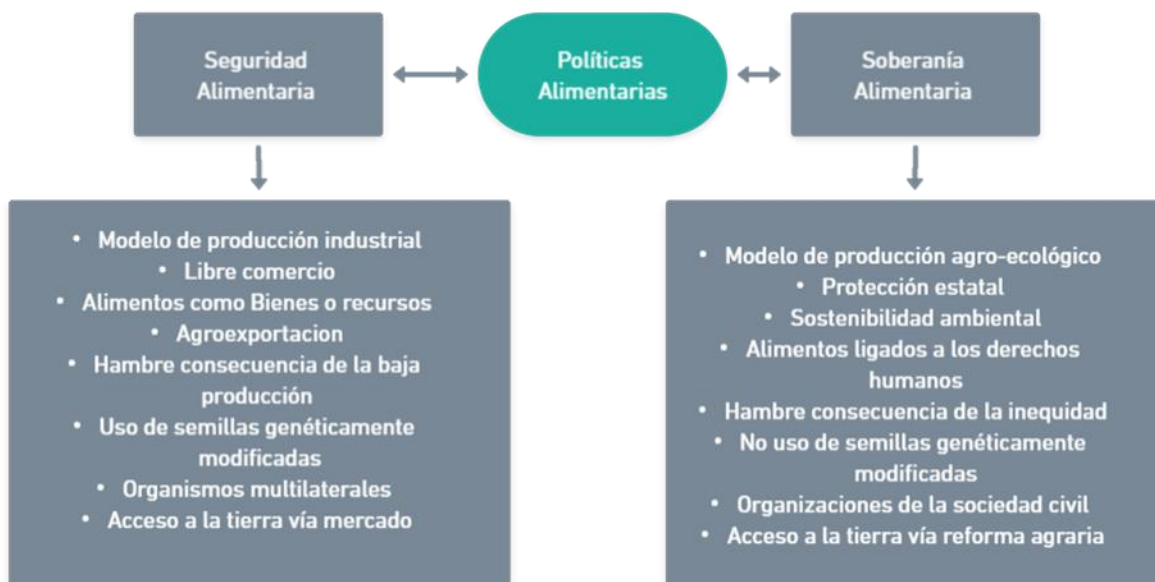 Seguridad
Alimentaria
Políticas
Alimentarias
Soberanía
Alimentaria
• Modelo de producción industrial
• Libre comercio
• Alimentos como Bienes o recursos
• Agroexportacion
• Hambre consecuencia de la baja
producción
• Uso de semillas genéticamente
modificadas
• Organismos multilaterales
• Acceso a la tierra vía mercado
• Modelo de producción agro-ecológico
• Protección estatal
• Sostenibilidad ambiental
• Alimentos ligados a los derechos
humanos
• Hambre consecuencia de la inequidad
• No uso de semillas genéticamente
modificadas
• Organizaciones de la sociedad civil
• Acceso a la tierra vía reforma agraria